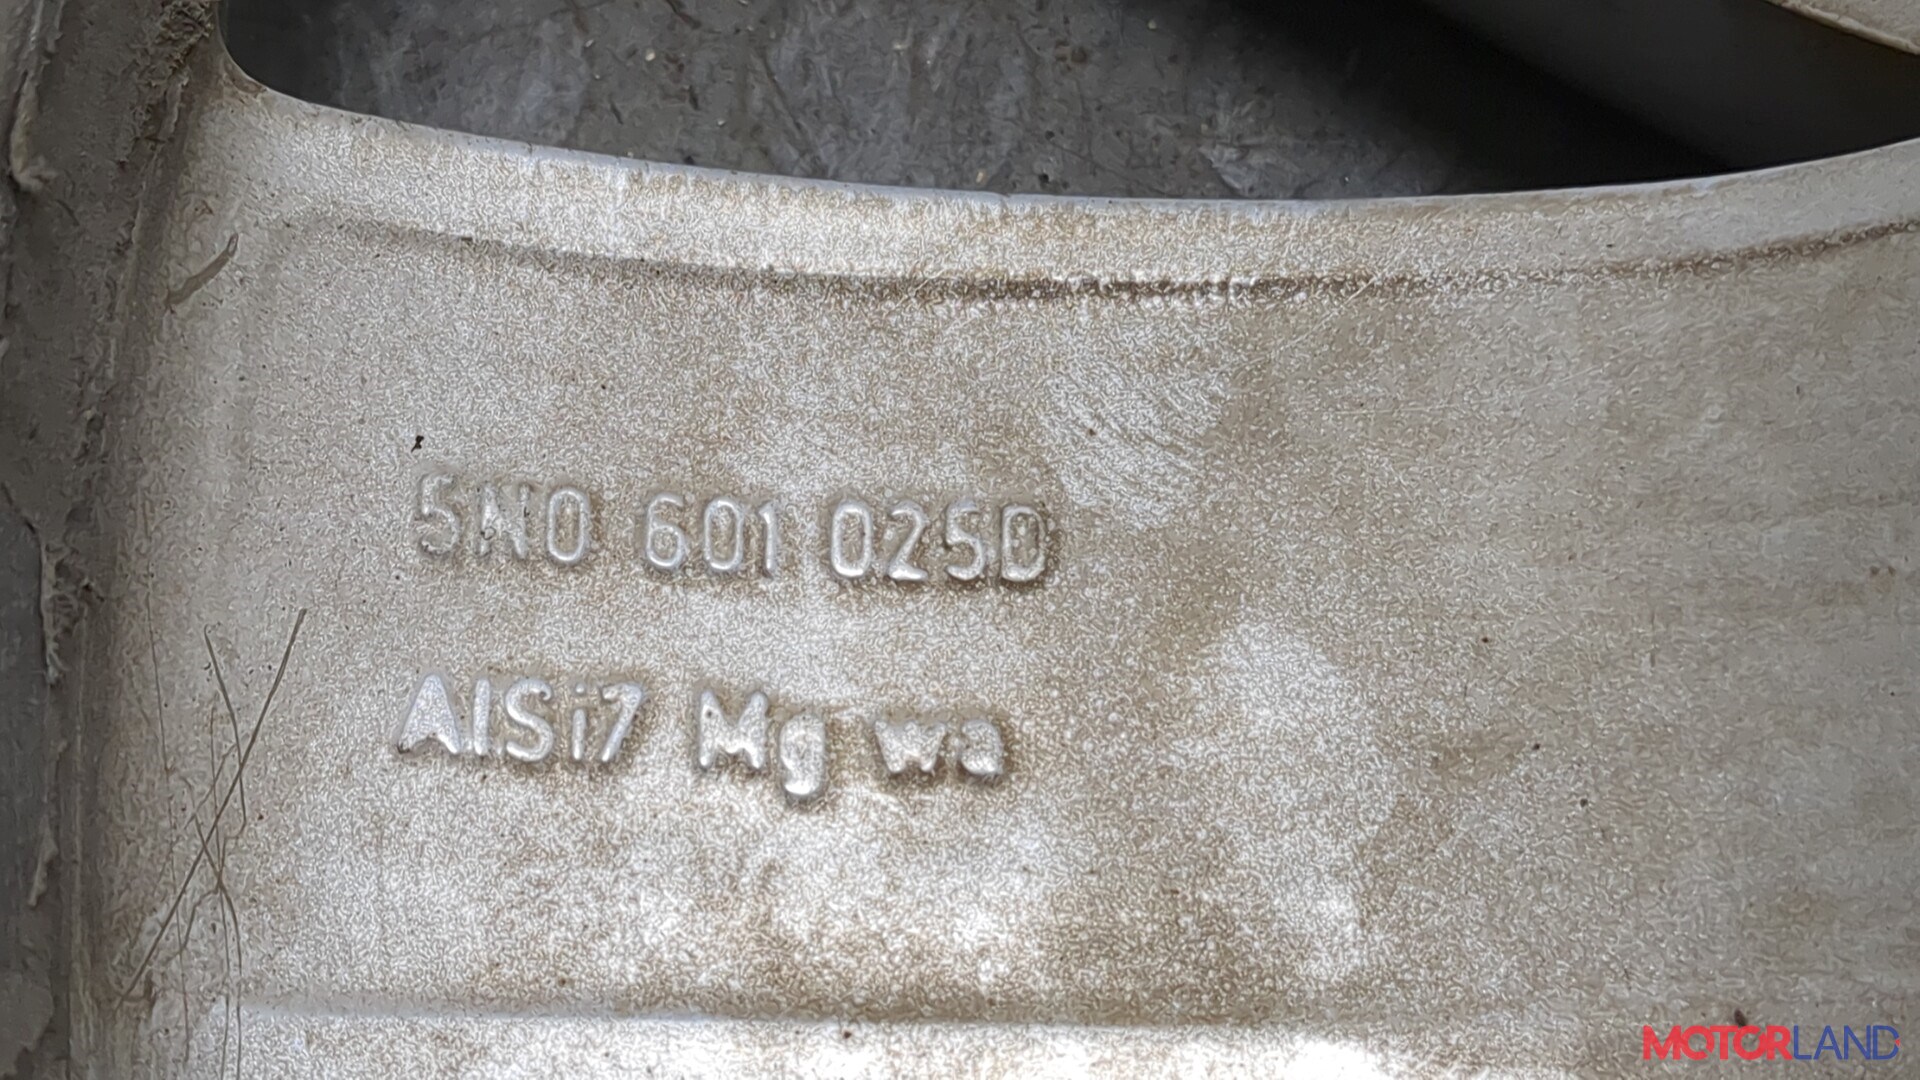 5N0 601 025D
AlSi7 Mg wa
MOTORLAND